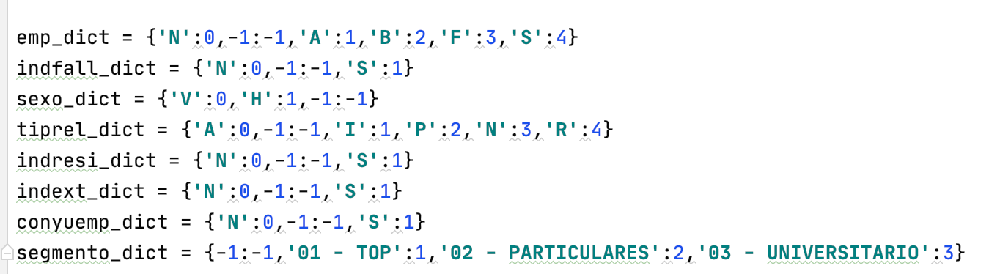 emp_dict = {'N':0,-1:-1,'A':1,'B':2,'F':3,'S':4}
indfall_dict = {'N':0,-1:-1,'S':1}
sexo_dict = {'V':0,'H':1,-1:-1}
tiprel_dict = {'A':0,-1:-1,'I':1,'P':2,'N':3,'R':4}
indresi_dict = {'N':0,-1:-1,'S':1}
indext_dict = {'N':0,-1:-1,'S':1}
conyuemp_dict = {'N':0,-1:-1,'S':1}
segmento_dict = {-1:-1,'01 - TOP':1,'02 - PARTICULARES':2,'03 - UNIVERSITARIO':3}